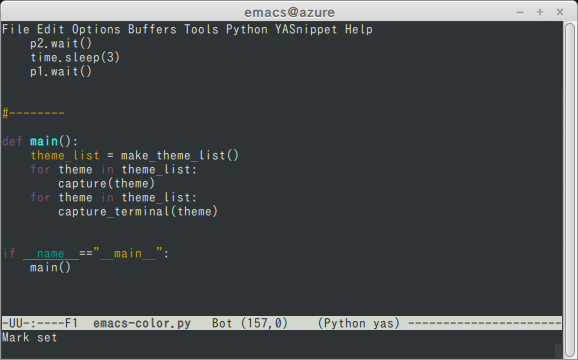 emacs@azure
File Edit Options Buffers Tools Python YASnippet Help
    p2.wait()
    time.sleep(3)
    p1.wait()
#--------
def main():
    theme_list = make_theme_list()
    for theme in theme_list:
        capture(theme)
    for theme in theme_list:
        capture_terminal(theme)
if __name__=="__main__":
    main()
-UU-:----F1  emacs-color.py   Bot (157,0)    (Python yas) ----------------------
Mark set